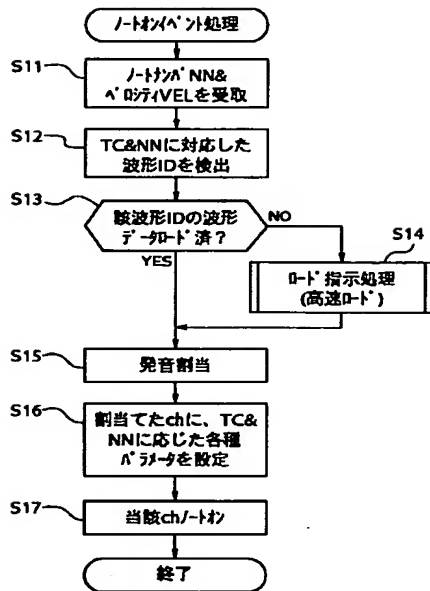 ノートオンイベント処理
S11
ノートナンバNN&
ベロシティVELを受取
S12
TC&NNに対応した
波形IDを検出
S13
該波形IDの波形
データロード済？
NO
YES
S14
ロード指示処理
(高速ロード)
S15
発音割当
S16
割当てたchに、TC&
NNに応じた各種
パラメータを設定
S17
当該chノートオン
終了